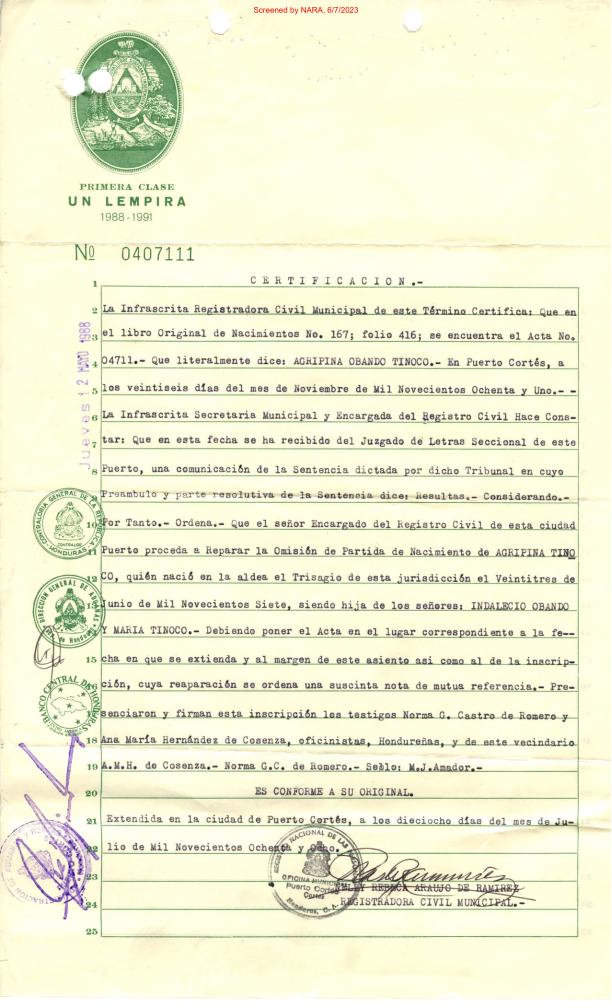 Screened by NARA, 6/7/2023
PRIMERA CLASE
UN LEMPIRA
1988-1991
Nº 0407111
Jueves 12 MAYO 1988
1 CERTIFICACION.-
2 La Infrascrita Registradora Civil Municipal de este Término Certifica: Que en
3 el libro Original de Nacimientos No. 167; folio 416; se encuentra el Acta No.
4 04711.- Que literalmente dice: AGRIPINA OBANDO TINOCO.- En Puerto Cortés, a
5 los veintiseis días del mes de Noviembre de Mil Novecientos Ochenta y Uno.- -
6 La Infrascrita Secretaria Municipal y Encargada del Registro Civil Hace Cons-
7 tar: Que en esta fecha se ha recibido del Juzgado de Letras Seccional de este
8 Puerto, una comunicación de la Sentencia dictada por dicho Tribunal en cuyo
Preambulo y parte resolutiva de la Sentencia dice: Resultas.- Considerando.-
10 Por Tanto.- Ordena.- Que el señor Encargado del Registro Civil de esta ciudad
11 Puerto proceda a Reparar la Omisión de Partida de Nacimiento de AGRIPINA TINO
12 CO, quién nació en la aldea el Trisagio de esta jurisdicción el Veintitres de
13 Junio de Mil Novecientos Siete, siendo hija de los señores: INDALECIO OBANDO
Y MARIA TINOCO.- Debiendo poner el Acta en el lugar correspondiente a la fe--
15 cha en que se extienda y al margen de este asiento así como al de la inscrip-
16 ción, cuya reaparación se ordena una suscinta nota de mutua referencia.- Pre-
senciaron y firman esta inscripción los testigos Norma G. Castro de Romero y
18 Ana María Hernández de Cosenza, oficinistas, Hondureñas, y de este vecindario
19 A.M.H. de Cosenza.- Norma G.C. de Romero.- Sello: M.J.Amador.-
20 ES CONFORME A SU ORIGINAL.
21 Extendida en la ciudad de Puerto Cortés, a los dieciocho días del mes de Ju-
22 lio de Mil Novecientos Ochenta y Ocho.
23 NELLY REBECA ARAUJO DE RAMIREZ
24 REGISTRADORA CIVIL MUNICIPAL.-
25
CONTRALORIA GENERAL DE LA REPUBLICA
CONTRALOR
HONDURAS
DIRECCION GENERAL DE ADUANAS
de Honduras
BANCO CENTRAL DE HONDURAS
NACIONAL DE LAS
OFICINA MUNICIPAL
Puerto Cortés
Cortés
Honduras, C. A.